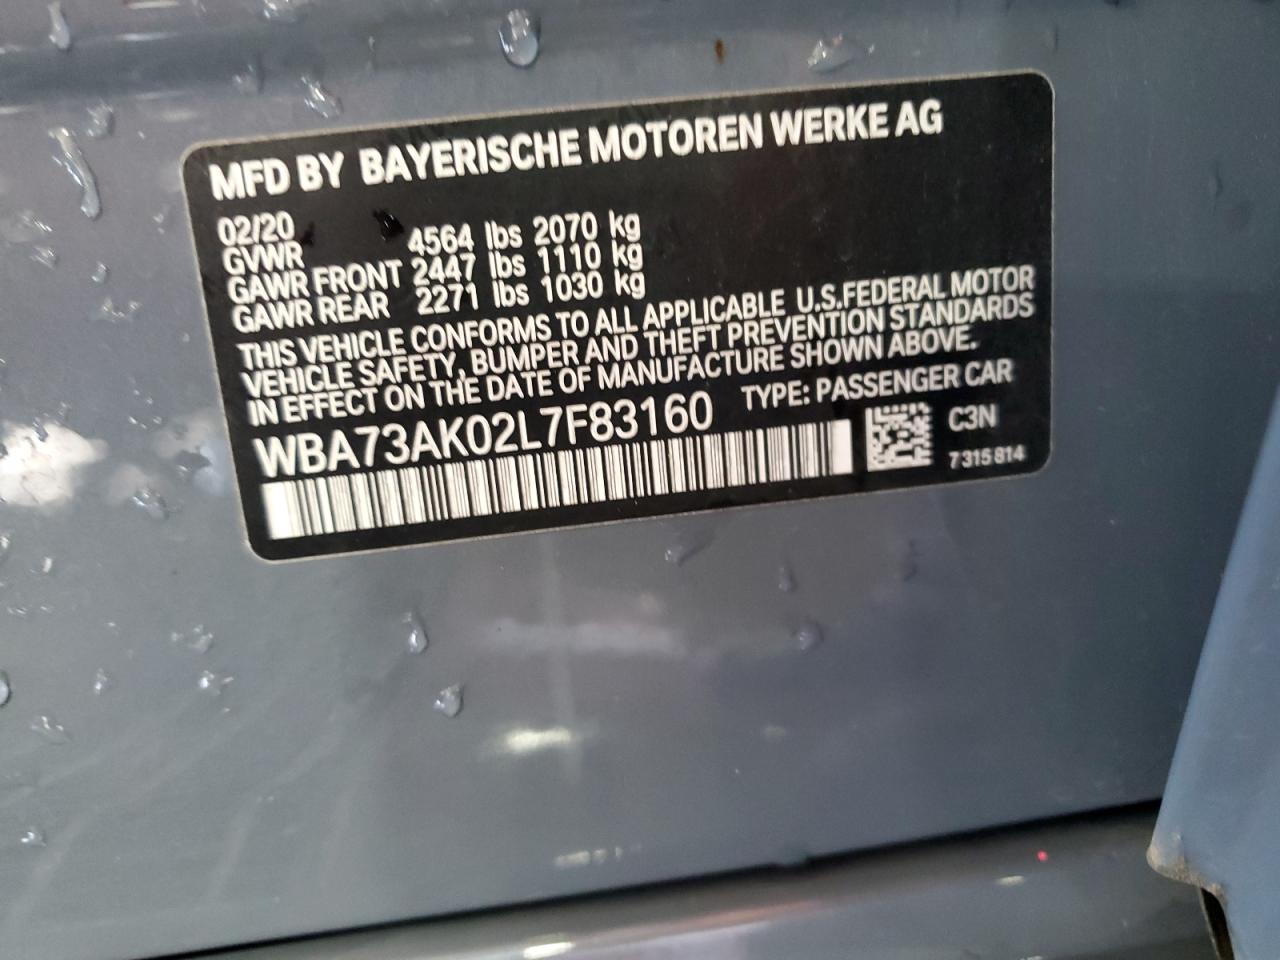 MFD BY BAYERISCHE MOTOREN WERKE AG
02/20
GVWR 4564 lbs 2070 kg
GAWR FRONT 2447 lbs 1110 kg
GAWR REAR 2271 lbs 1030 kg
THIS VEHICLE CONFORMS TO ALL APPLICABLE U.S.FEDERAL MOTOR
VEHICLE SAFETY, BUMPER AND THEFT PREVENTION STANDARDS
IN EFFECT ON THE DATE OF MANUFACTURE SHOWN ABOVE.
WBA73AK02L7F83160 TYPE: PASSENGER CAR
C3N
7 315 814